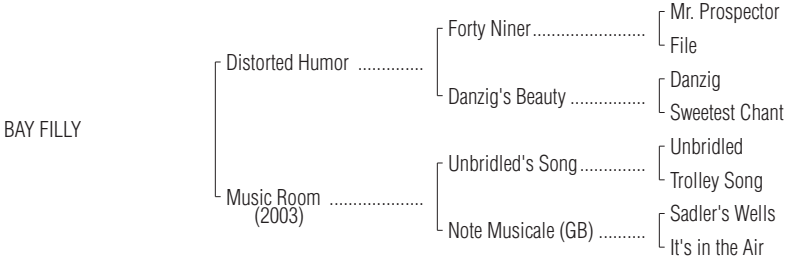 Mr. Prospector
Forty Niner........................
File
Distorted Humor ..............
Danzig
Danzig's Beauty ................
Sweetest Chant
BAY FILLY
Unbridled
Unbridled's Song..............
Trolley Song
Music Room ....................
(2003)
Sadler's Wells
Note Musicale (GB) ..........
It's in the Air